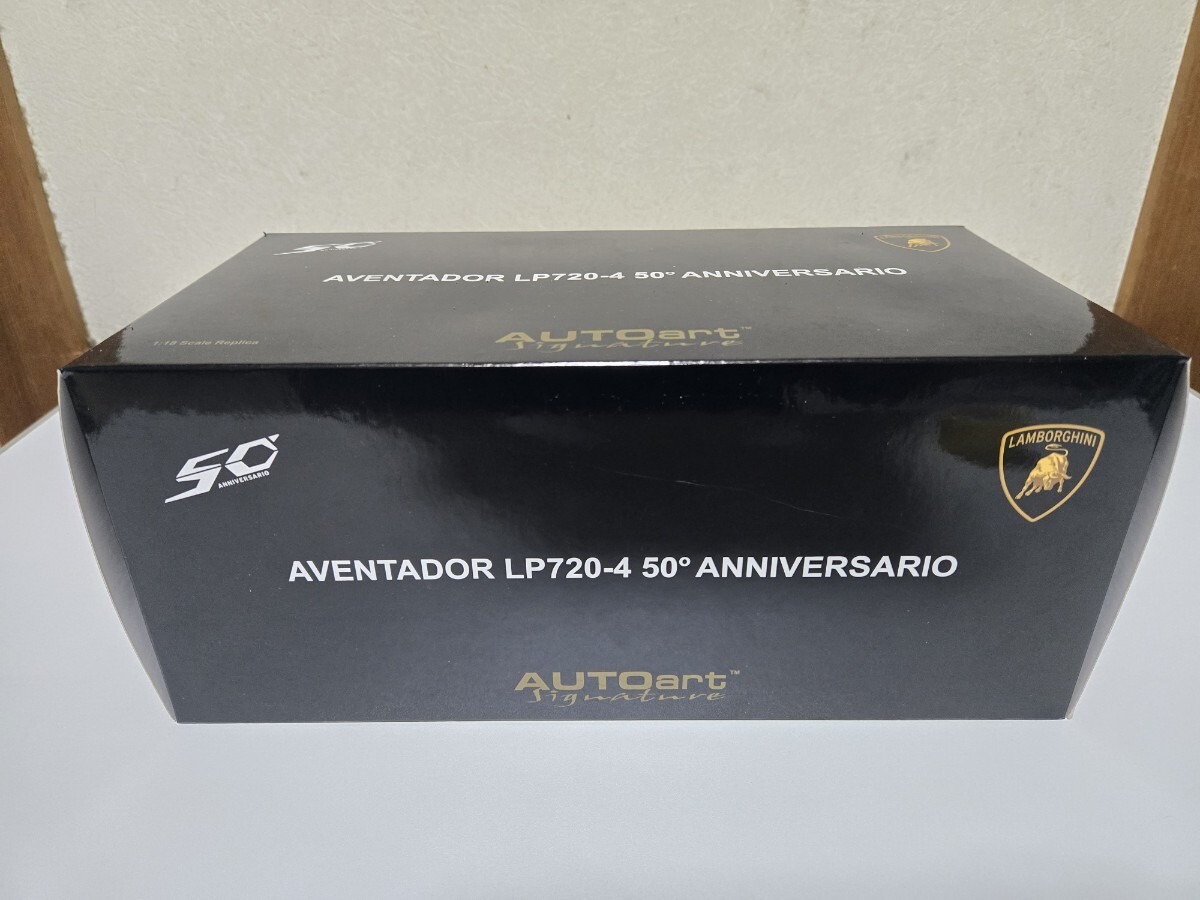 50°
AVENTADOR LP720-4 50° ANNIVERSARIO
1:18 Scale Replica
AUTOart™
Signature
50°
ANNIVERSARIO
LAMBORGHINI
AVENTADOR LP720-4 50° ANNIVERSARIO
AUTOart™
Signature